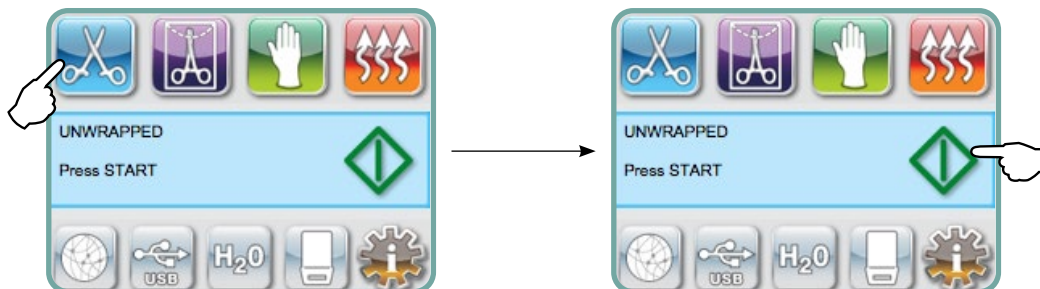 UNWRAPPED
Press START
USB
H₂O
UNWRAPPED
Press START
USB
H₂O